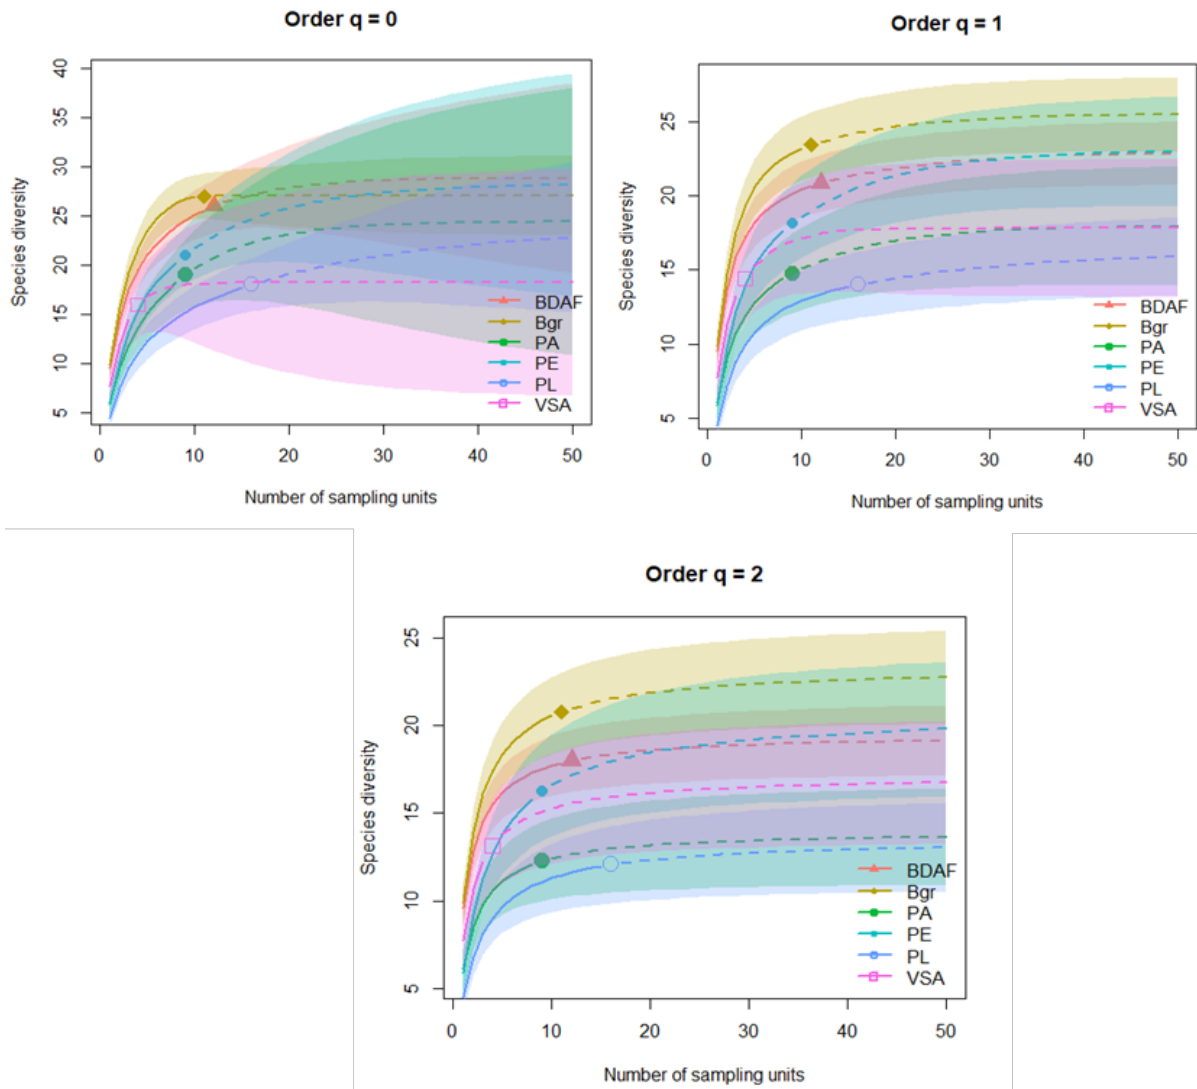 Order q = 0
Species diversity
40
35
30
25
20
15
10
5
BDAF
Bgr
PA
PE
PL
VSA
0 10 20 30 40 50
Number of sampling units
Order q = 1
Species diversity
25
20
15
10
5
BDAF
Bgr
PA
PE
PL
VSA
0 10 20 30 40 50
Number of sampling units
Order q = 2
Species diversity
25
20
15
10
5
BDAF
Bgr
PA
PE
PL
VSA
0 10 20 30 40 50
Number of sampling units